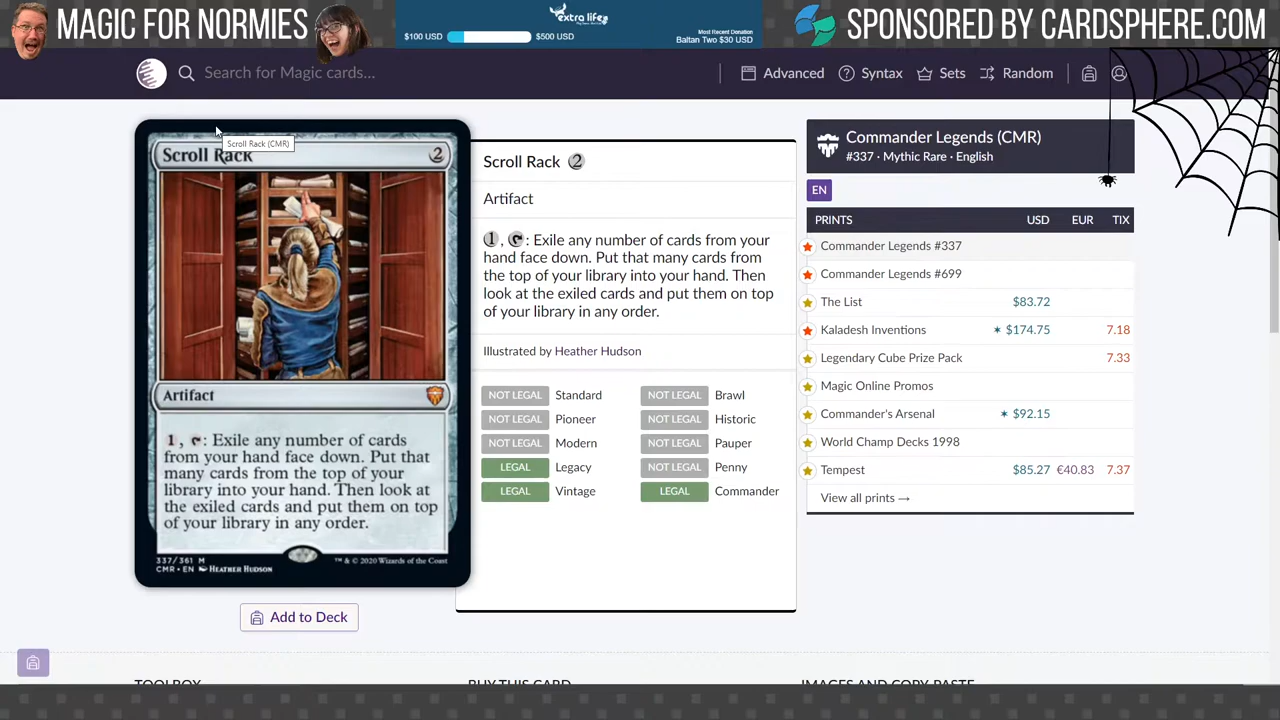 MAGIC FOR NORMIES
extra life
$100 USD
$500 USD
Most Recent Donation
Baltan Two $30 USD
SPONSORED BY CARDSPHERE.COM
Search for Magic cards...
Advanced
Syntax
Sets
Random
Scroll Rack
2
Scroll Rack (CMR)
Artifact
1, : Exile any number of cards
from your hand face down. Put that
many cards from the top of your
library into your hand. Then look at
the exiled cards and put them on top
of your library in any order.
337/361 M
CMR • EN HEATHER HUDSON
™ & © 2020 Wizards of the Coast
Add to Deck
Scroll Rack 2
Artifact
1, : Exile any number of cards from your
hand face down. Put that many cards from
the top of your library into your hand. Then
look at the exiled cards and put them on top
of your library in any order.
Illustrated by Heather Hudson
NOT LEGAL Standard
NOT LEGAL Brawl
NOT LEGAL Pioneer
NOT LEGAL Historic
NOT LEGAL Modern
NOT LEGAL Pauper
LEGAL Legacy
NOT LEGAL Penny
LEGAL Vintage
LEGAL Commander
Commander Legends (CMR)
#337 · Mythic Rare · English
EN
PRINTS USD EUR TIX
Commander Legends #337
Commander Legends #699
The List $83.72
Kaladesh Inventions ✶ $174.75 7.18
Legendary Cube Prize Pack 7.33
Magic Online Promos
Commander's Arsenal ✶ $92.15
World Champ Decks 1998
Tempest $85.27 €40.83 7.37
View all prints →
TOOLBOX
BUY THIS CARD
IMAGES AND COPY-PASTE